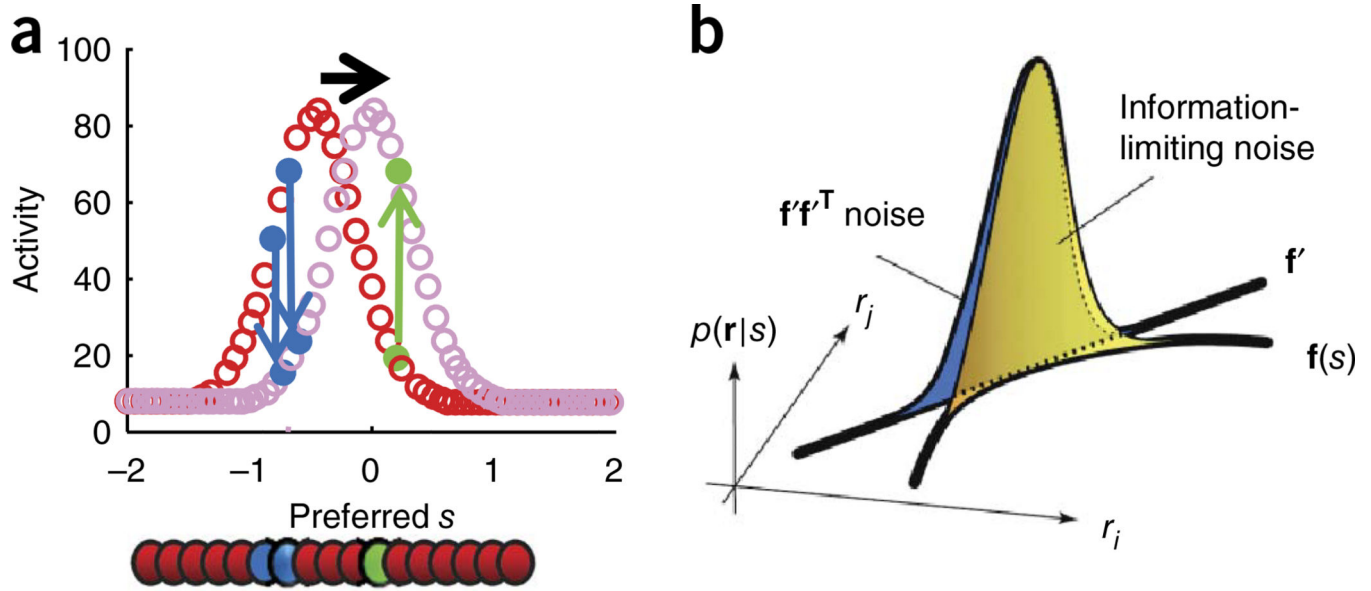 a
100
80
60
40
20
0
Activity
–2
–1
0
1
2
Preferred s
b
Information-
limiting noise
f′f′ᵀ noise
f′
rⱼ
p(r|s)
f(s)
rᵢ